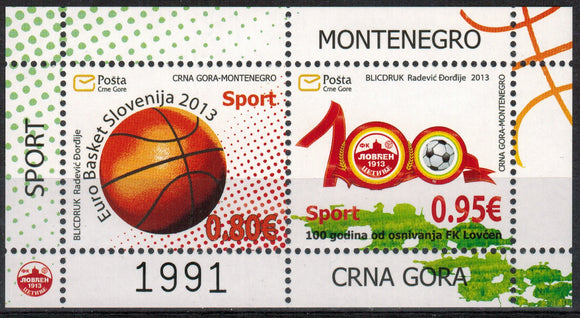 MONTENEGRO
SPORT
Pošta
Crne Gore
CRNA GORA-MONTENEGRO
Sport
Euro Basket Slovenija 2013
BLICDRUK Radević Đorđije
0.80€
Pošta
Crne Gore
BLICDRUK Radević Đorđije 2013
CRNA GORA-MONTENEGRO
100
ФК
ЛОВЋЕН
1913
ЦЕТИЊЕ
Sport
0.95€
100 godina od osnivanja FK Lovćen
ЛОВЋЕН
1913
1991
CRNA GORA